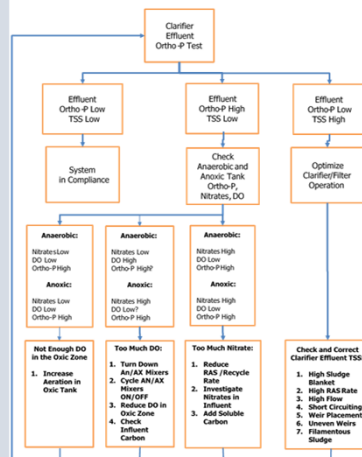 Clarifier
Effluent
Ortho-P Test
Effluent
Ortho-P Low
TSS Low
Effluent
Ortho-P High
TSS Low
Effluent
Ortho-P Low
TSS High
System
in Compliance
Check
Anaerobic and
Anoxic Tank
Ortho-P,
Nitrates, DO
Optimize
Clarifier/Filter
Operation
Anaerobic:
Nitrates Low
DO Low
Ortho-P High
Anoxic:
Nitrates Low
DO Low
Ortho-P High
Anaerobic:
Nitrates Low
DO High
Ortho-P High?
Anoxic:
Nitrates High
DO Low?
Ortho-P High
Anaerobic:
Nitrates High
DO Low
Ortho-P High
Anoxic:
Nitrates High
DO Low
Ortho-P High
Not Enough DO
in the Oxic Zone
1. Increase
Aeration in
Oxic Tank
Too Much DO:
1. Turn Down
An/AX Mixers
2. Cycle AN/AX
Mixers
ON/OFF
3. Reduce DO in
Oxic Zone
4. Check
Influent
Carbon
Too Much Nitrate:
1. Reduce
RAS /Recycle
Rate
2. Investigate
Nitrates in
Influent
3. Add Soluble
Carbon
Check and Correct
Clarifier Effluent TSS
1. High Sludge
Blanket
2. High RAS Rate
3. High Flow
4. Short Circuiting
5. Weir Placement
6. Uneven Weirs
7. Filamentous
Sludge